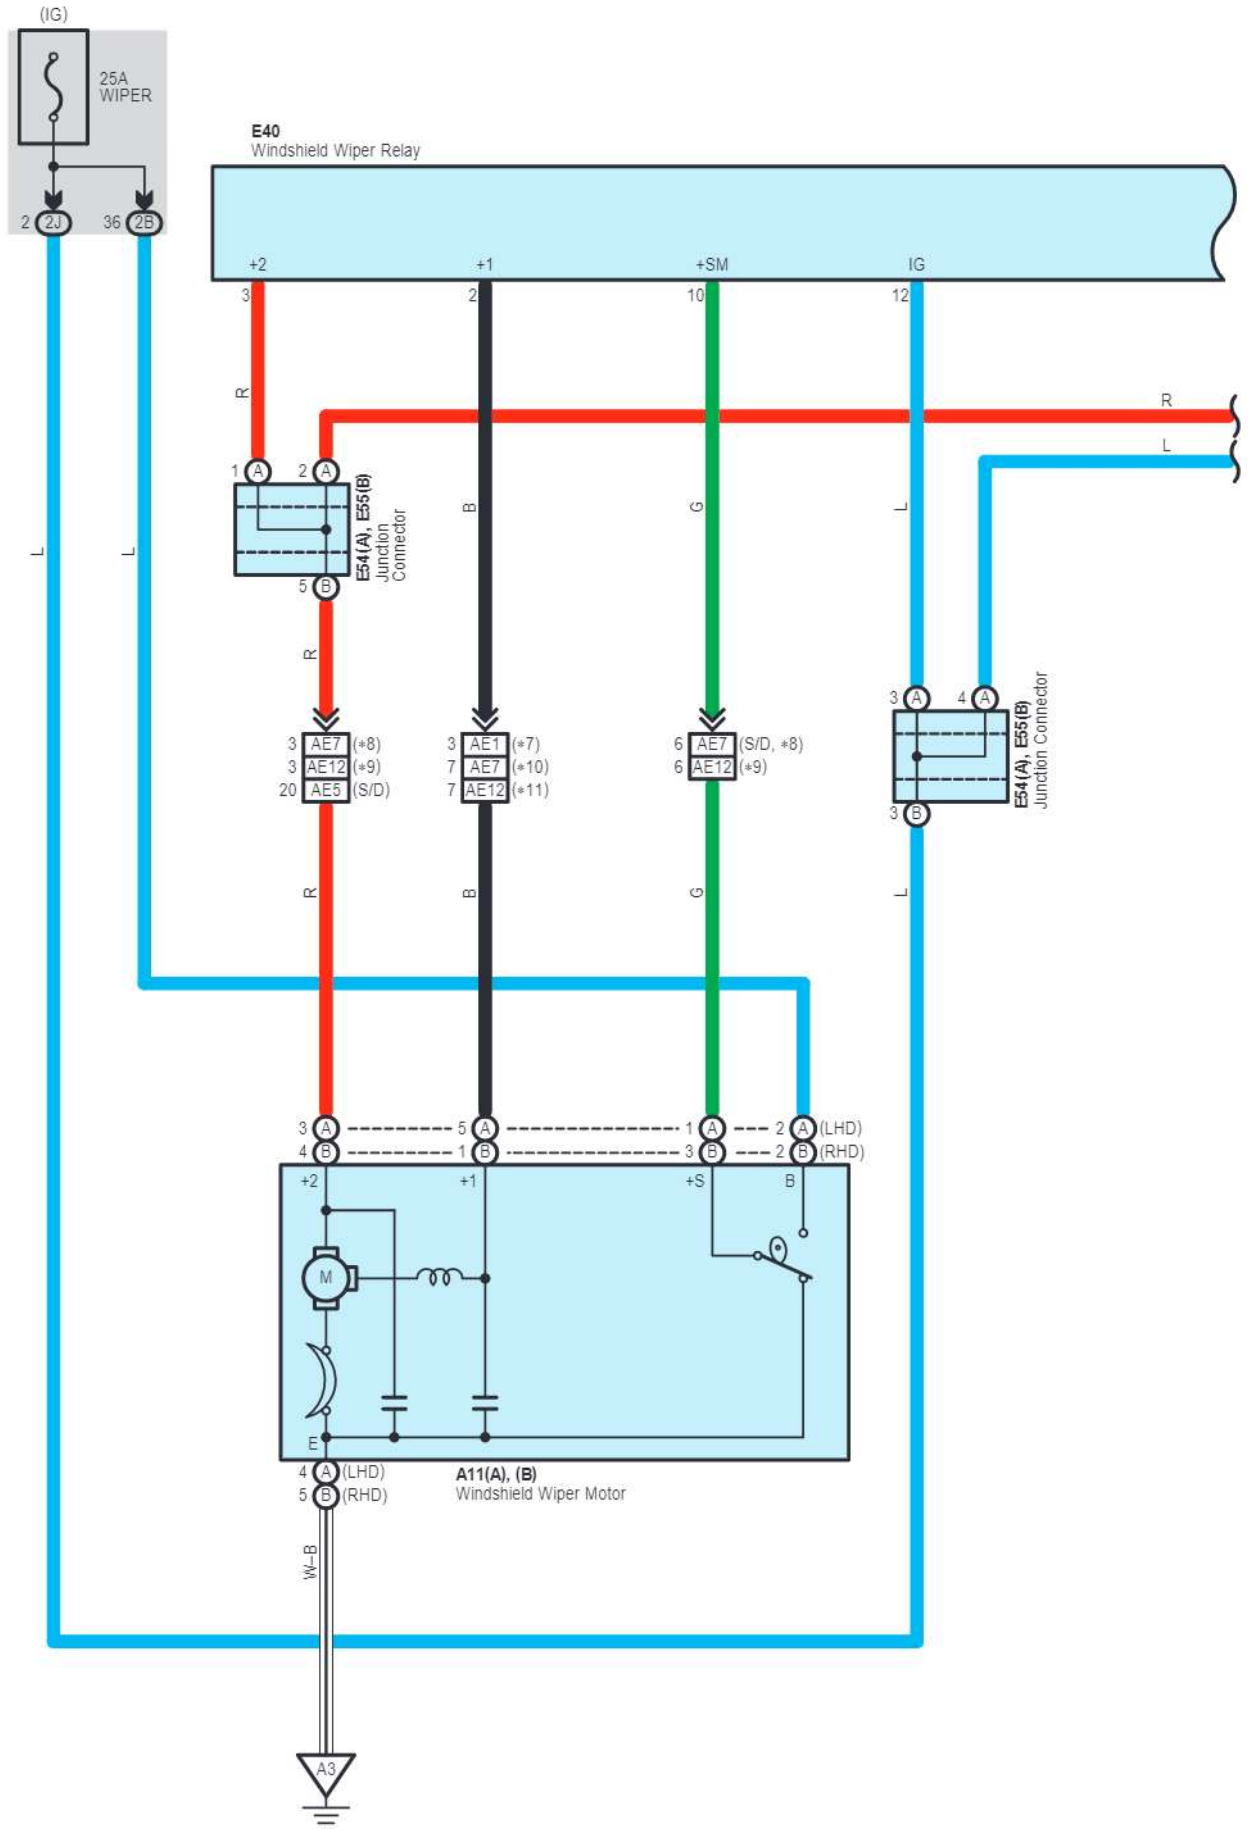 (IG)
25A
WIPER
2 2J
36 2B
E40
Windshield Wiper Relay
+2
+1
+SM
IG
3
2
10
12
R
R
L
1 A
2 A
E54(A), E55(B)
Junction
Connector
5 B
B
G
L
L
L
R
3 A
4 A
E54(A), E55(B)
Junction Connector
3 B
3 AE7 (*8)
3 AE12 (*9)
20 AE5 (S/D)
3 AE1 (*7)
7 AE7 (*10)
7 AE12 (*11)
6 AE7 (S/D, *8)
6 AE12 (*9)
R
B
G
L
3 A 5 A 1 A 2 A (LHD)
4 B 1 B 3 B 2 B (RHD)
+2
+1
+S
B
M
E
4 A (LHD)
5 B (RHD)
A11(A), (B)
Windshield Wiper Motor
W-B
A3